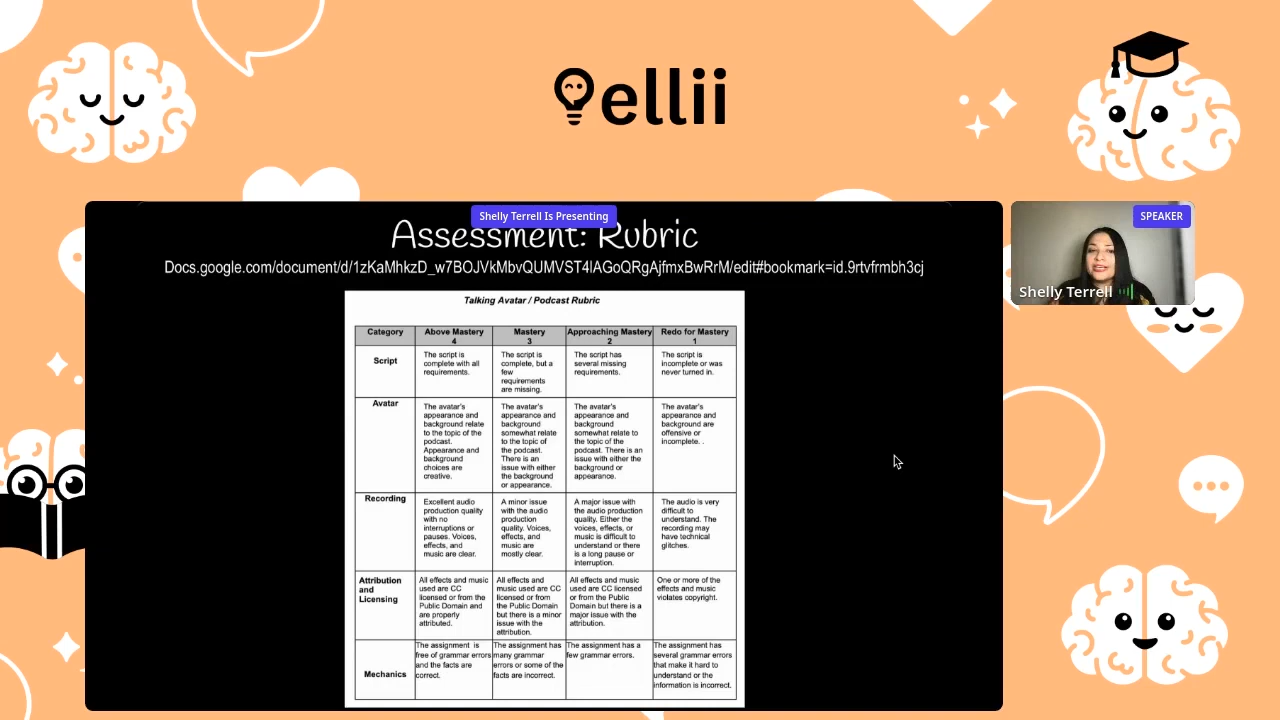 ellii
Shelly Terrell Is Presenting
SPEAKER
Shelly Terrell
Assessment: Rubric
Docs.google.com/document/d/1zKaMhkzD_w7BOJVkMbvQUMVST4IAGoQRgAjfmxBwRrM/edit#bookmark=id.9rtvfrmbh3cj
Talking Avatar / Podcast Rubric
Category
Above Mastery
4
Mastery
3
Approaching Mastery
2
Redo for Mastery
1
Script
The script is
complete with all
requirements.
The script is
complete, but a
few
requirements
are missing.
The script has
several missing
requirements.
The script is
incomplete or was
never turned in.
Avatar
The avatar's
appearance and
background relate
to the topic of the
podcast.
Appearance and
background
choices are
creative.
The avatar's
appearance and
background
somewhat relate
to the topic of
the podcast.
There is an
issue with either
the background
or appearance.
The avatar's
appearance and
background
somewhat relate to
the topic of the
podcast. There is an
issue with either the
background or
appearance.
The avatar's
appearance and
background are
offensive or
incomplete. .
Recording
Excellent audio
production quality
with no
interruptions or
pauses. Voices,
effects, and
music are clear.
A minor issue
with the audio
production
quality. Voices,
effects, and
music are
mostly clear.
A major issue with
the audio production
quality. Either the
voices, effects, or
music is difficult to
understand or there
is a long pause or
interruption.
The audio is very
difficult to
understand. The
recording may
have technical
glitches.
Attribution
and
Licensing
All effects and music
used are CC
licensed or from the
Public Domain and
are properly
attributed.
All effects and
music used are CC
licensed or from
the Public Domain
but there is a minor
issue with the
attribution.
All effects and music
used are CC licensed
or from the Public
Domain but there is a
major issue with the
attribution.
One or more of the
effects and music
violates copyright.
Mechanics
The assignment is
free of grammar errors
and the facts are
correct.
The assignment has
many grammar
errors or some of the
facts are incorrect.
The assignment has a
few grammar errors.
The assignment has
several grammar errors
that make it hard to
understand or the
information is incorrect.